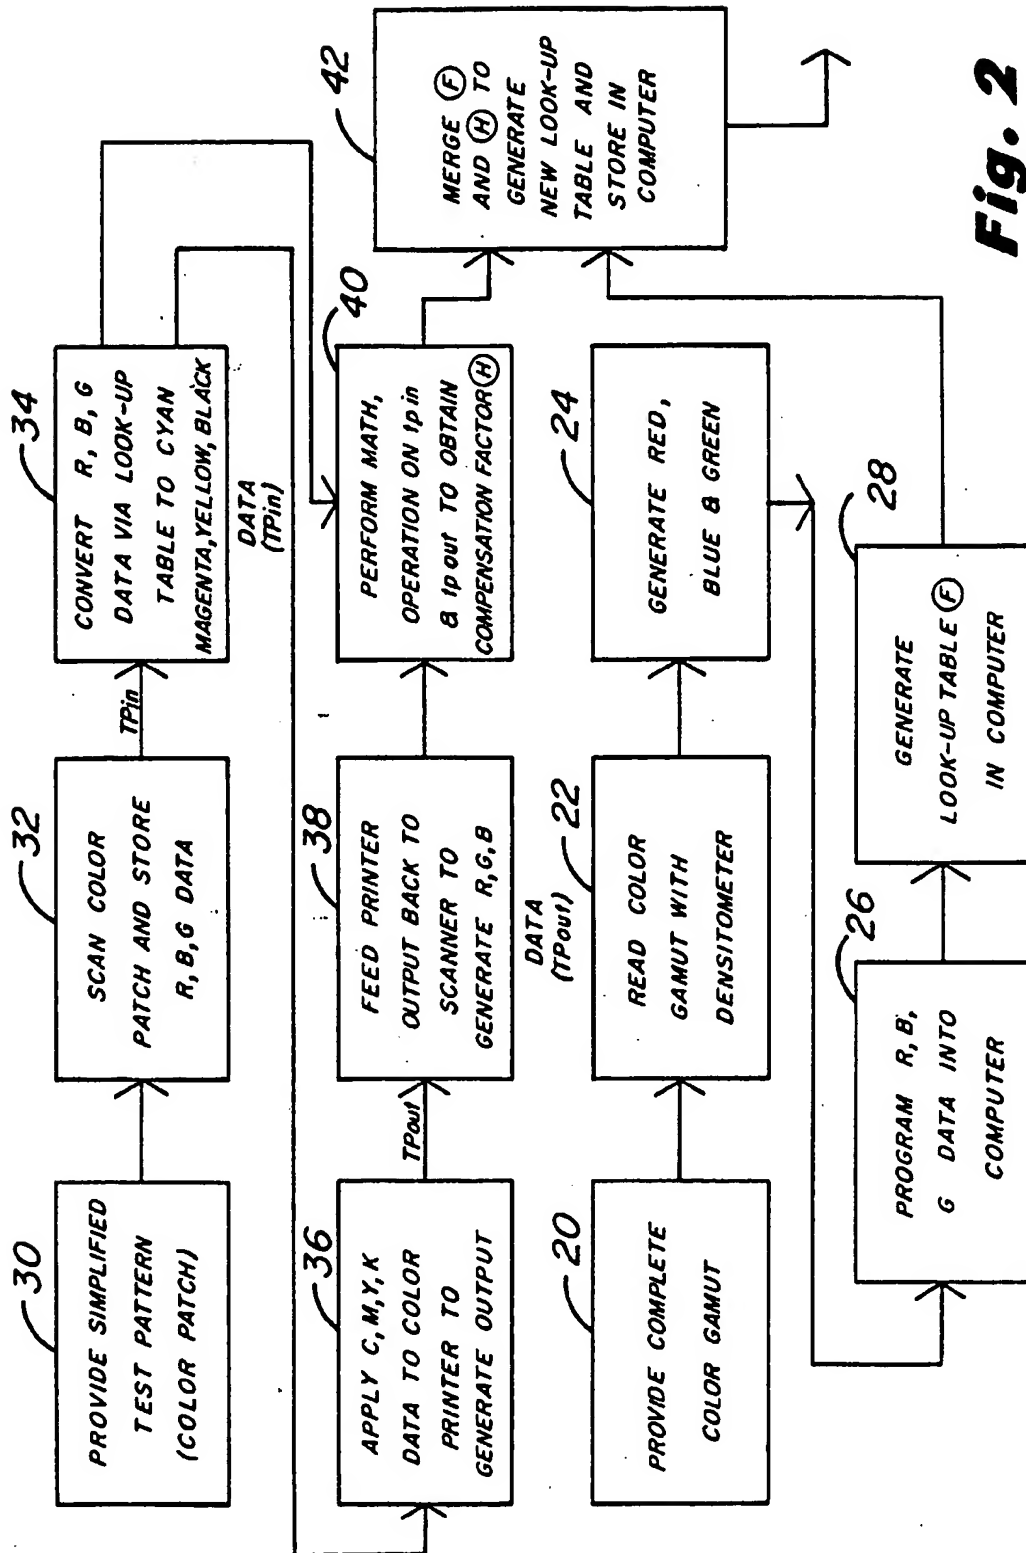 30
PROVIDE SIMPLIFIED
TEST PATTERN
(COLOR PATCH)
32
SCAN COLOR
PATCH AND STORE
R, B, G DATA
TPin
34
CONVERT R, B, G
DATA VIA LOOK-UP
TABLE TO CYAN
MAGENTA, YELLOW, BLACK
DATA
(TPin)
36
APPLY C, M, Y, K
DATA TO COLOR
PRINTER TO
GENERATE OUTPUT
TPout
38
FEED PRINTER
OUTPUT BACK TO
SCANNER TO
GENERATE R, G, B
DATA
(TPout)
40
PERFORM MATH,
OPERATION ON tpin
& tpout TO OBTAIN
COMPENSATION FACTOR Ⓗ
42
MERGE Ⓕ
AND Ⓗ TO
GENERATE
NEW LOOK-UP
TABLE AND
STORE IN
COMPUTER
20
PROVIDE COMPLETE
COLOR GAMUT
22
READ COLOR
GAMUT WITH
DENSITOMETER
24
GENERATE RED,
BLUE & GREEN
26
PROGRAM R, B,
G DATA INTO
COMPUTER
28
GENERATE
LOOK-UP TABLE Ⓕ
IN COMPUTER
Fig. 2